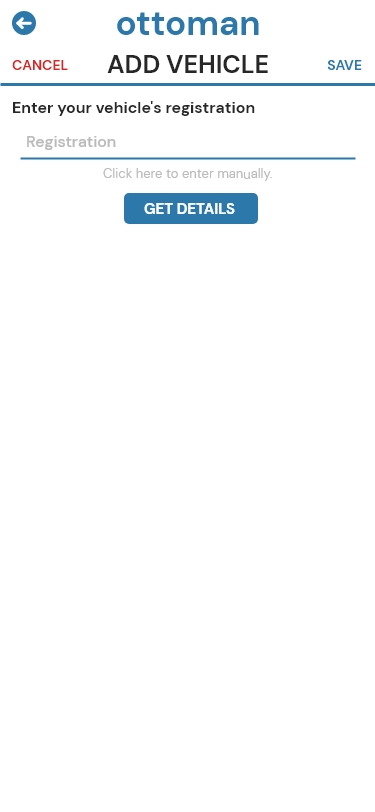 ottoman
CANCEL ADD VEHICLE SAVE
Enter your vehicle's registration
Registration
Click here to enter manually.
GET DETAILS